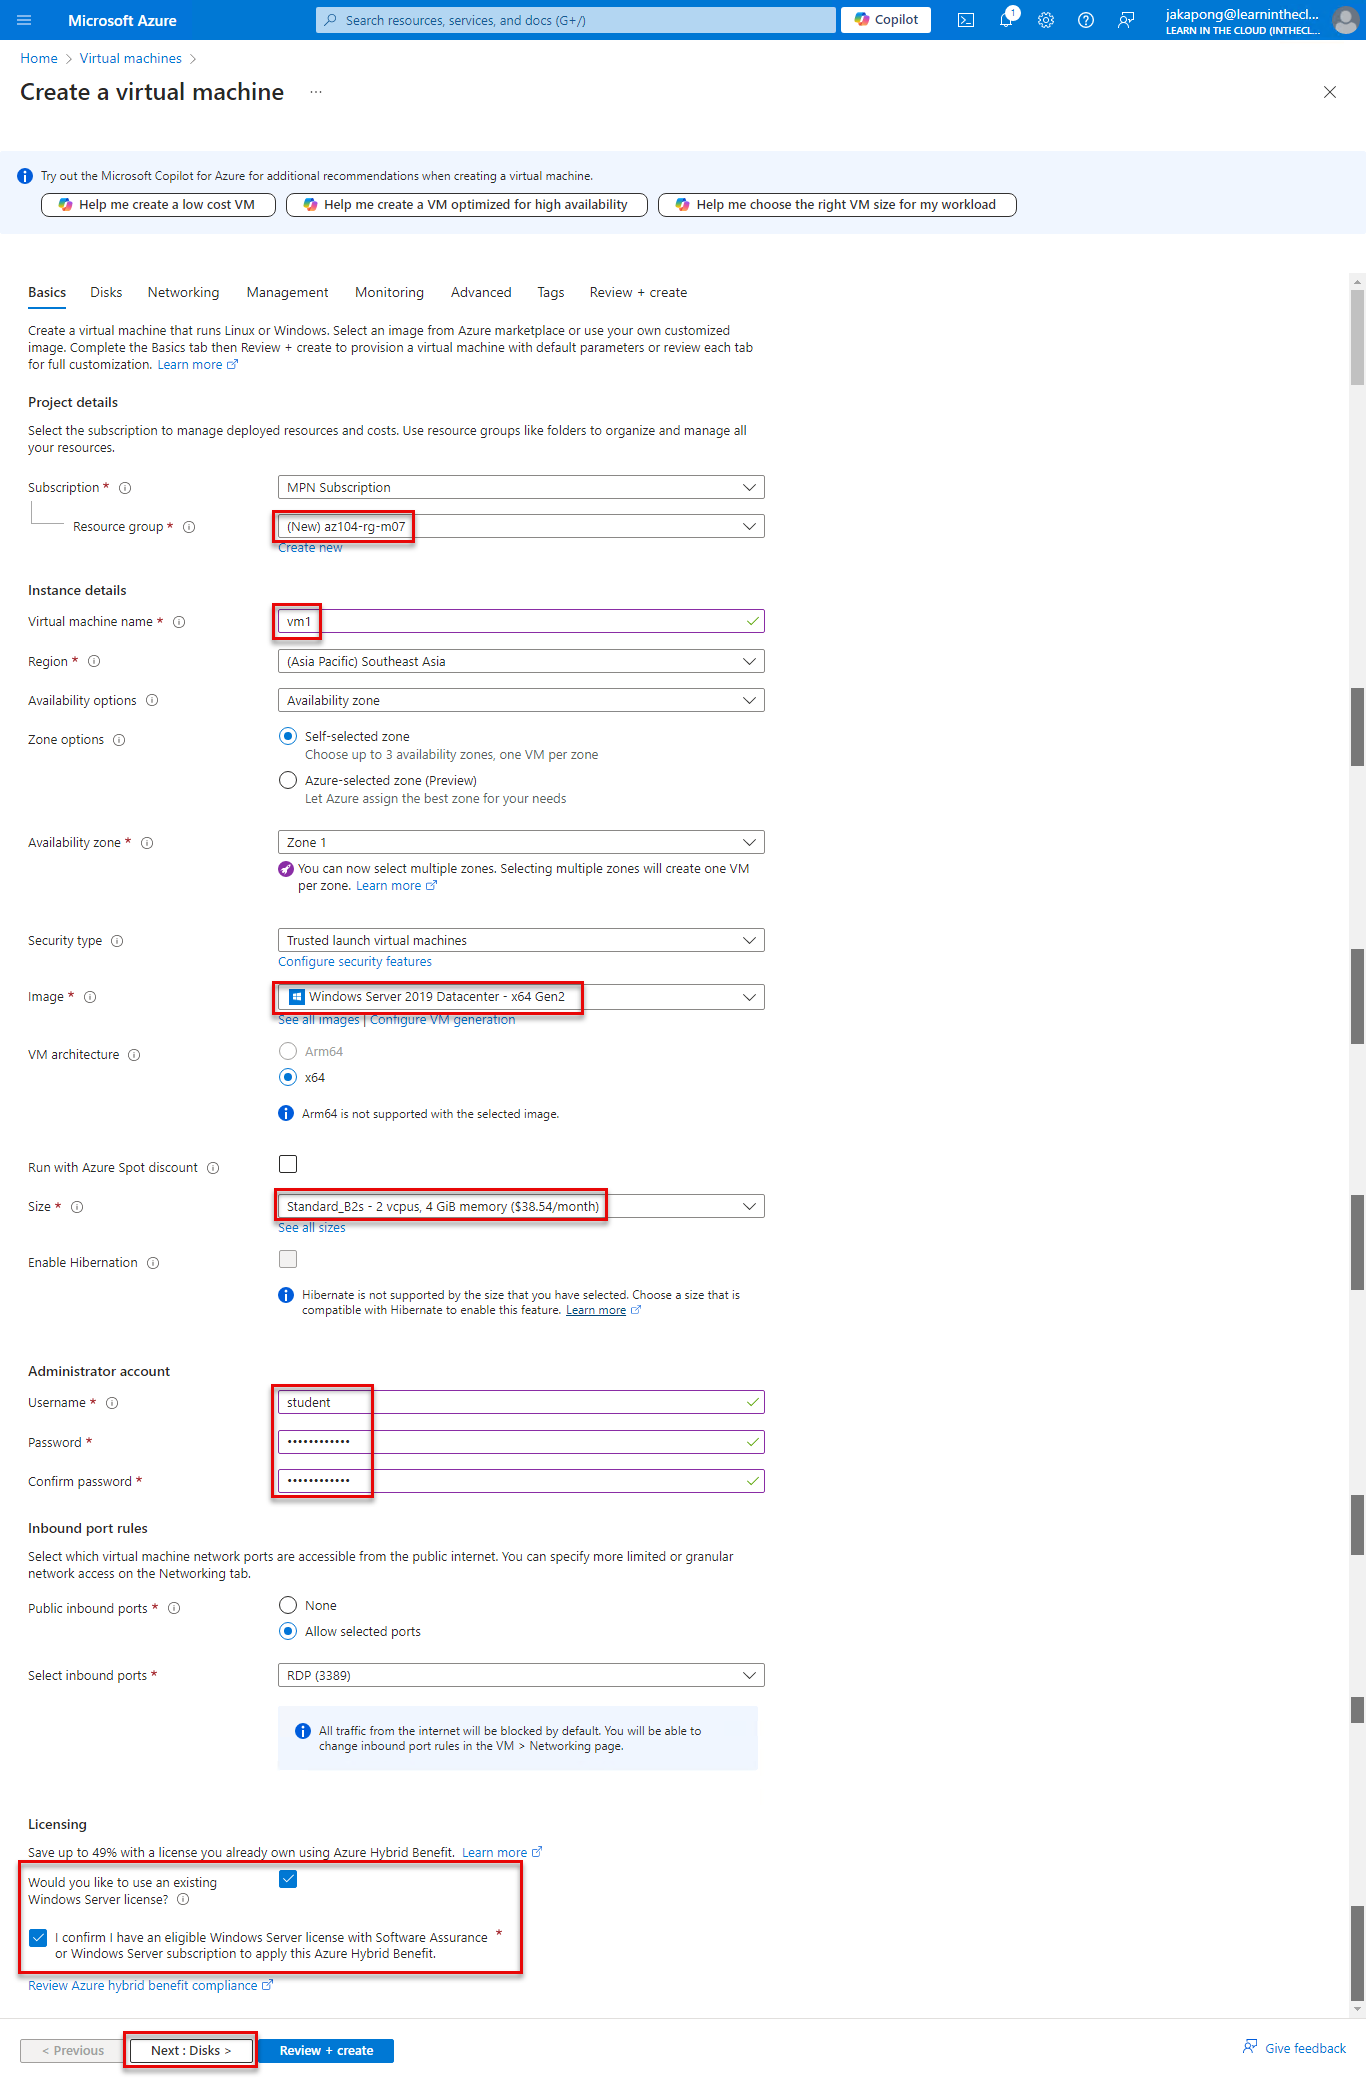 Microsoft Azure
Search resources, services, and docs (G+/)
Copilot
1
jakapong@learninthecl...
LEARN IN THE CLOUD (INTHECL...
Home > Virtual machines >
Create a virtual machine ...
Try out the Microsoft Copilot for Azure for additional recommendations when creating a virtual machine.
Help me create a low cost VM
Help me create a VM optimized for high availability
Help me choose the right VM size for my workload
Basics Disks Networking Management Monitoring Advanced Tags Review + create
Create a virtual machine that runs Linux or Windows. Select an image from Azure marketplace or use your own customized
image. Complete the Basics tab then Review + create to provision a virtual machine with default parameters or review each tab
for full customization. Learn more
Project details
Select the subscription to manage deployed resources and costs. Use resource groups like folders to organize and manage all
your resources.
Subscription *
MPN Subscription
Resource group *
(New) az104-rg-m07
Create new
Instance details
Virtual machine name *
vm1
Region *
(Asia Pacific) Southeast Asia
Availability options
Availability zone
Zone options
Self-selected zone
Choose up to 3 availability zones, one VM per zone
Azure-selected zone (Preview)
Let Azure assign the best zone for your needs
Availability zone *
Zone 1
You can now select multiple zones. Selecting multiple zones will create one VM
per zone. Learn more
Security type
Trusted launch virtual machines
Configure security features
Image *
Windows Server 2019 Datacenter - x64 Gen2
See all images | Configure VM generation
VM architecture
Arm64
x64
Arm64 is not supported with the selected image.
Run with Azure Spot discount
Size *
Standard_B2s - 2 vcpus, 4 GiB memory ($38.54/month)
See all sizes
Enable Hibernation
Hibernate is not supported by the size that you have selected. Choose a size that is
compatible with Hibernate to enable this feature. Learn more
Administrator account
Username *
student
Password *
••••••••••••
Confirm password *
••••••••••••
Inbound port rules
Select which virtual machine network ports are accessible from the public internet. You can specify more limited or granular
network access on the Networking tab.
Public inbound ports *
None
Allow selected ports
Select inbound ports *
RDP (3389)
All traffic from the internet will be blocked by default. You will be able to
change inbound port rules in the VM > Networking page.
Licensing
Save up to 49% with a license you already own using Azure Hybrid Benefit. Learn more
Would you like to use an existing
Windows Server license?
I confirm I have an eligible Windows Server license with Software Assurance *
or Windows Server subscription to apply this Azure Hybrid Benefit.
Review Azure hybrid benefit compliance
< Previous
Next : Disks >
Review + create
Give feedback